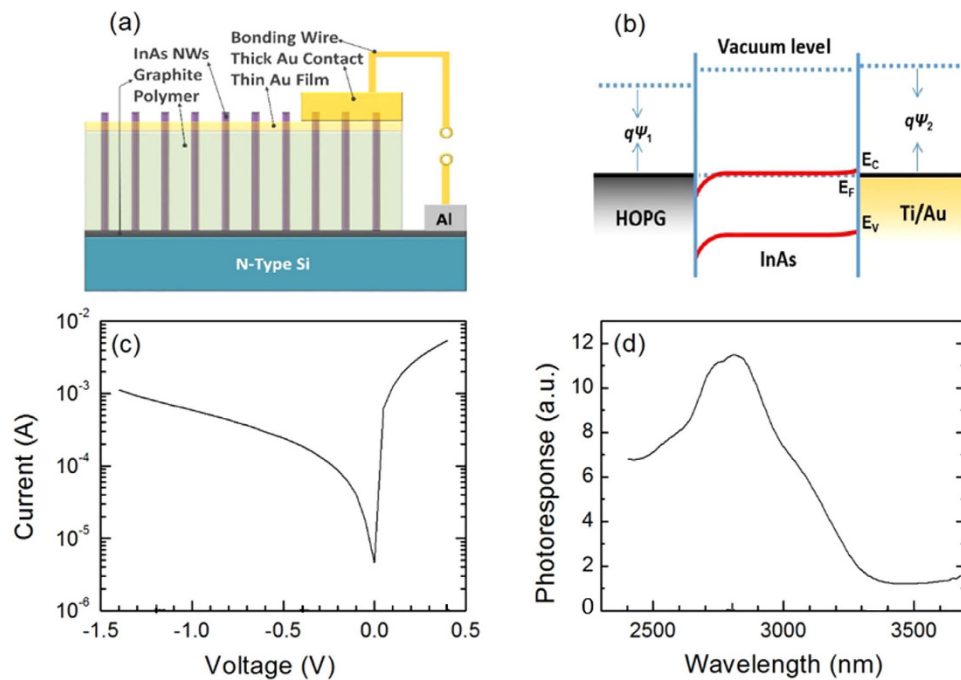 (a)
InAs NWs
Graphite
Polymer
Bonding Wire
Thick Au Contact
Thin Au Film
Al
N-Type Si
(b)
Vacuum level
qΨ1
qΨ2
EC
EF
EV
HOPG
InAs
Ti/Au
(c)
10-2
10-3
10-4
10-5
10-6
Current (A)
-1.5
-1.0
-0.5
0.0
0.5
Voltage (V)
(d)
12
10
8
6
4
2
0
Photoresponse (a.u.)
2500
3000
3500
Wavelength (nm)